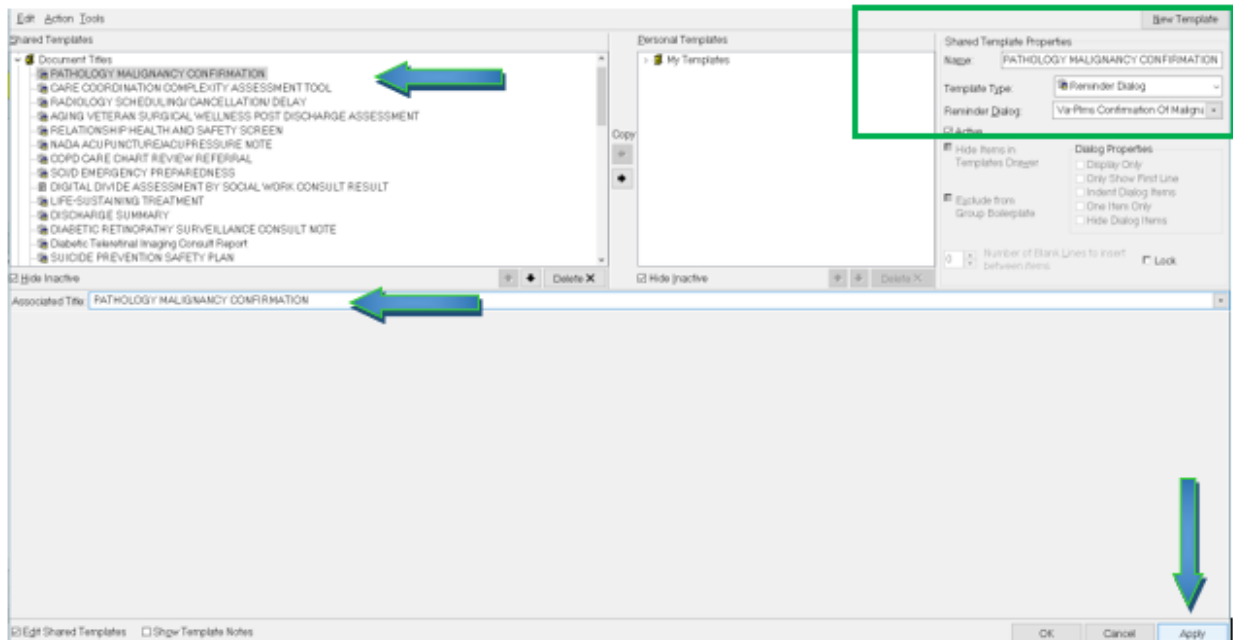 Edit Action Tools
New Template
Shared Templates
Document Titles
PATHOLOGY MALIGNANCY CONFIRMATION
CARE COORDINATION COMPLEXITY ASSESSMENT TOOL
RADIOLOGY SCHEDULING/CANCELLATION/ DELAY
AGING VETERAN SURGICAL WELLNESS POST DISCHARGE ASSESSMENT
RELATIONSHIP HEALTH AND SAFETY SCREEN
NADA ACUPUNCTURE/ACUPRESSURE NOTE
COPD CARE CHART REVIEW REFERRAL
SCI/D EMERGENCY PREPAREDNESS
DIGITAL DIVIDE ASSESSMENT BY SOCIAL WORK CONSULT RESULT
LIFE-SUSTAINING TREATMENT
DISCHARGE SUMMARY
DIABETIC RETINOPATHY SURVEILLANCE CONSULT NOTE
Diabetic Teleretinal Imaging Consult Report
SUICIDE PREVENTION SAFETY PLAN
Hide Inactive
Delete X
Copy
Personal Templates
My Templates
Hide Inactive
Delete X
Shared Template Properties
Name: PATHOLOGY MALIGNANCY CONFIRMATION
Template Type: Reminder Dialog
Reminder Dialog: Va-Ptms Confirmation Of Maligna
Active
Hide Items in
Templates Drawer
Exclude from
Group Boilerplate
Dialog Properties
Display Only
Only Show First Line
Indent Dialog Items
One Item Only
Hide Dialog Items
0 Number of Blank Lines to insert
between items
Lock
Associated Title: PATHOLOGY MALIGNANCY CONFIRMATION
Edit Shared Templates Show Template Notes
OK Cancel Apply